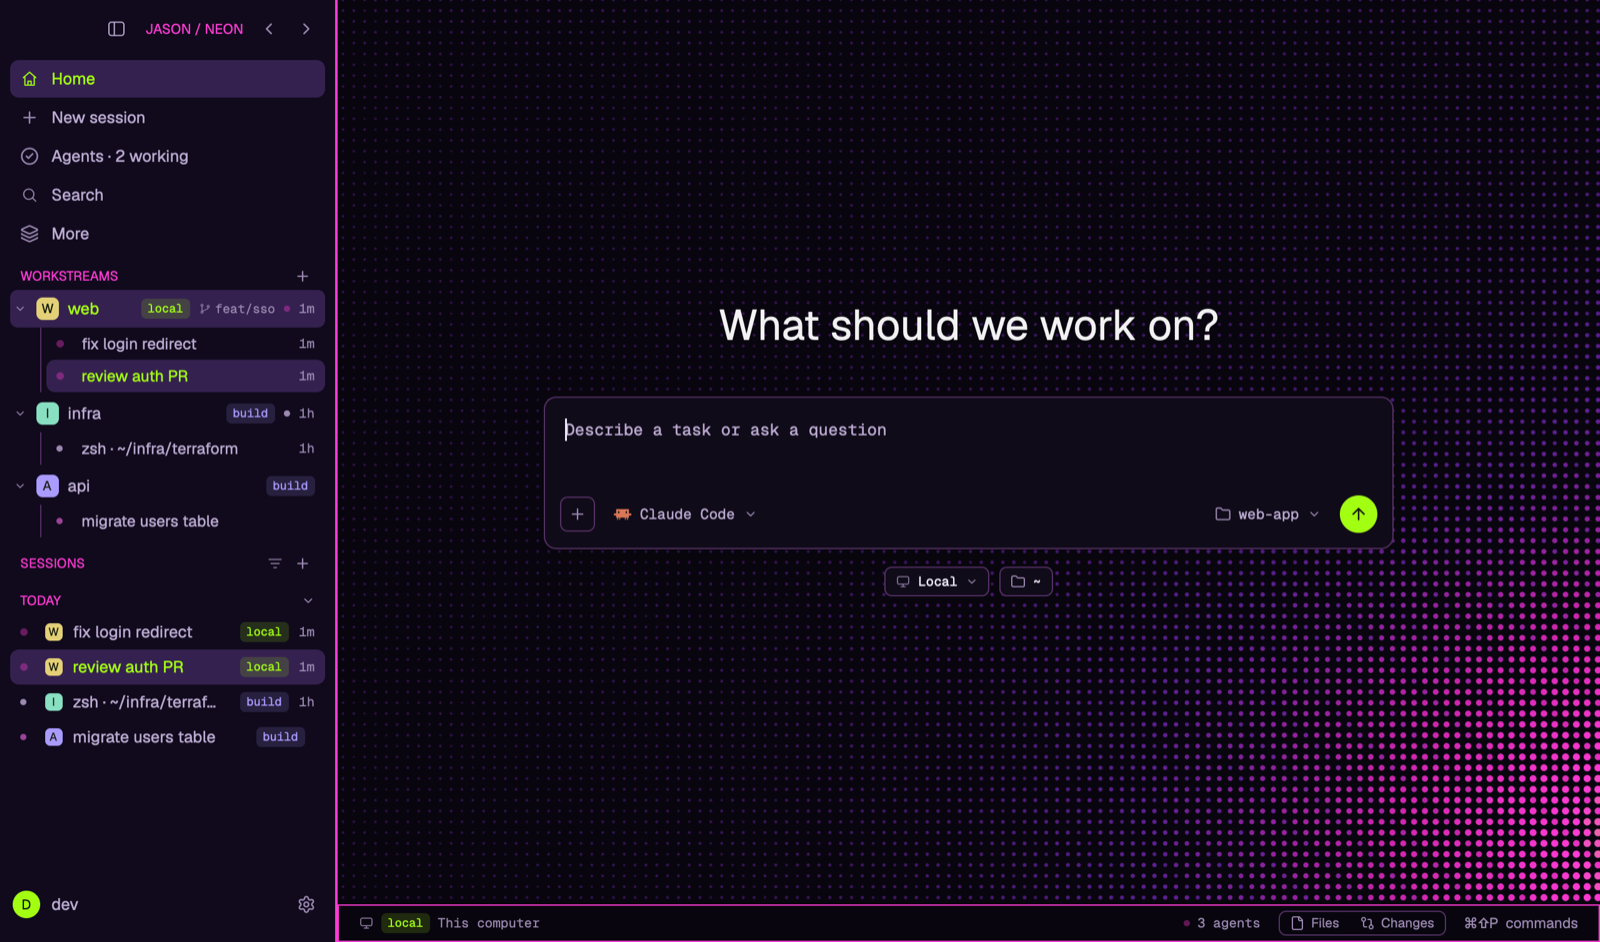 JASON / NEON
Home
New session
Agents · 2 working
Search
More
WORKSTREAMS
W web local feat/sso 1m
fix login redirect 1m
review auth PR 1m
I infra build 1h
zsh · ~/infra/terraform 1h
A api build
migrate users table
SESSIONS
TODAY
W fix login redirect local 1m
W review auth PR local 1m
I zsh · ~/infra/terraf… build 1h
A migrate users table build
D dev
What should we work on?
Describe a task or ask a question
Claude Code web-app
Local ~
local This computer 3 agents Files Changes ⌘⇧P commands